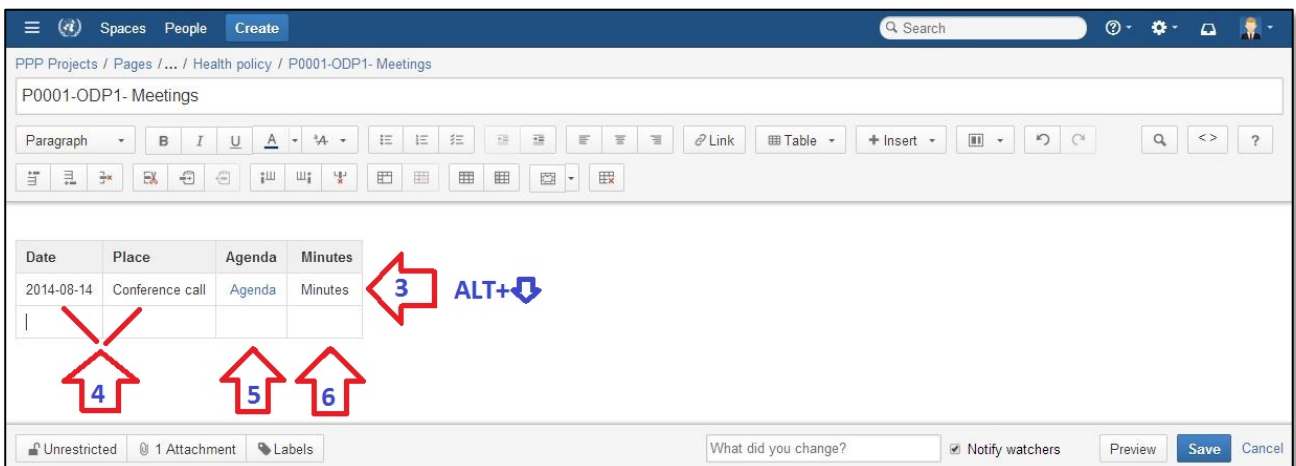 Spaces People Create Search
PPP Projects / Pages /... / Health policy / P0001-ODP1- Meetings
P0001-ODP1- Meetings
Paragraph B I U A Link Table + Insert < > ?
Date Place Agenda Minutes
2014-08-14 Conference call Agenda Minutes
3 ALT+
4 5 6
Unrestricted 1 Attachment Labels What did you change? Notify watchers Preview Save Cancel